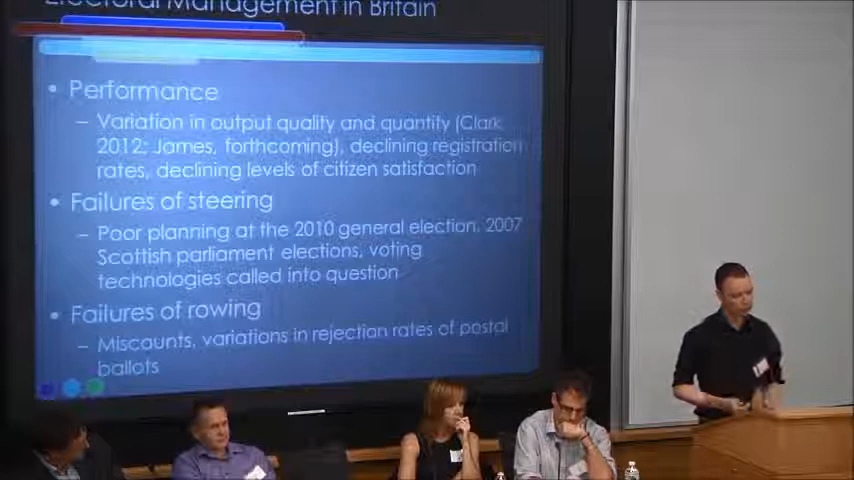 Electoral Management in Britain
• Performance
– Variation in output quality and quantity (Clark
2012; James, forthcoming), declining registration
rates, declining levels of citizen satisfaction
• Failures of steering
– Poor planning at the 2010 general election, 2007
Scottish parliament elections, voting
technologies called into question
• Failures of rowing
– Miscounts, variations in rejection rates of postal
ballots